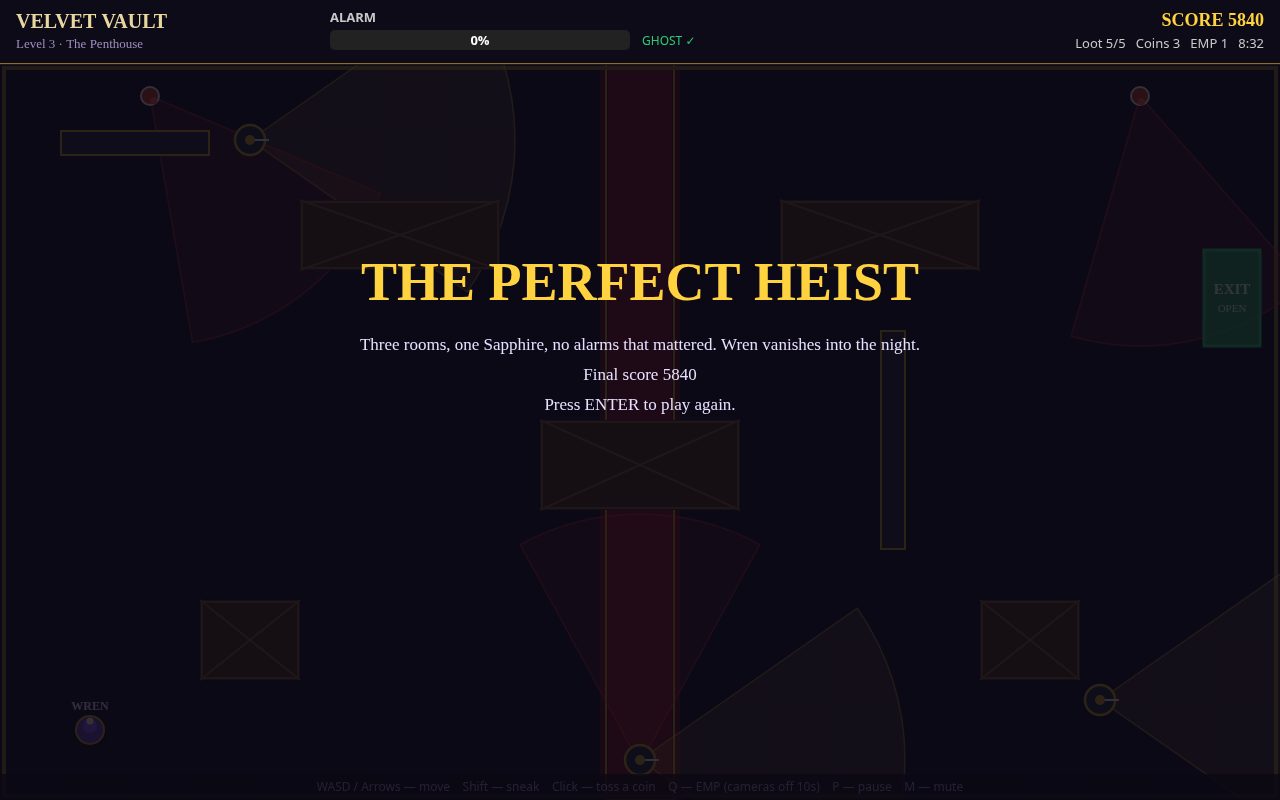 VELVET VAULT
Level 3 · The Penthouse
ALARM
0%
GHOST ✓
SCORE 5840
Loot 5/5 Coins 3 EMP 1 8:32
EXIT
OPEN
THE PERFECT HEIST
Three rooms, one Sapphire, no alarms that mattered. Wren vanishes into the night.
Final score 5840
Press ENTER to play again.
WREN
WASD / Arrows — move Shift — sneak Click — toss a coin Q — EMP (cameras off 10s) P — pause M — mute